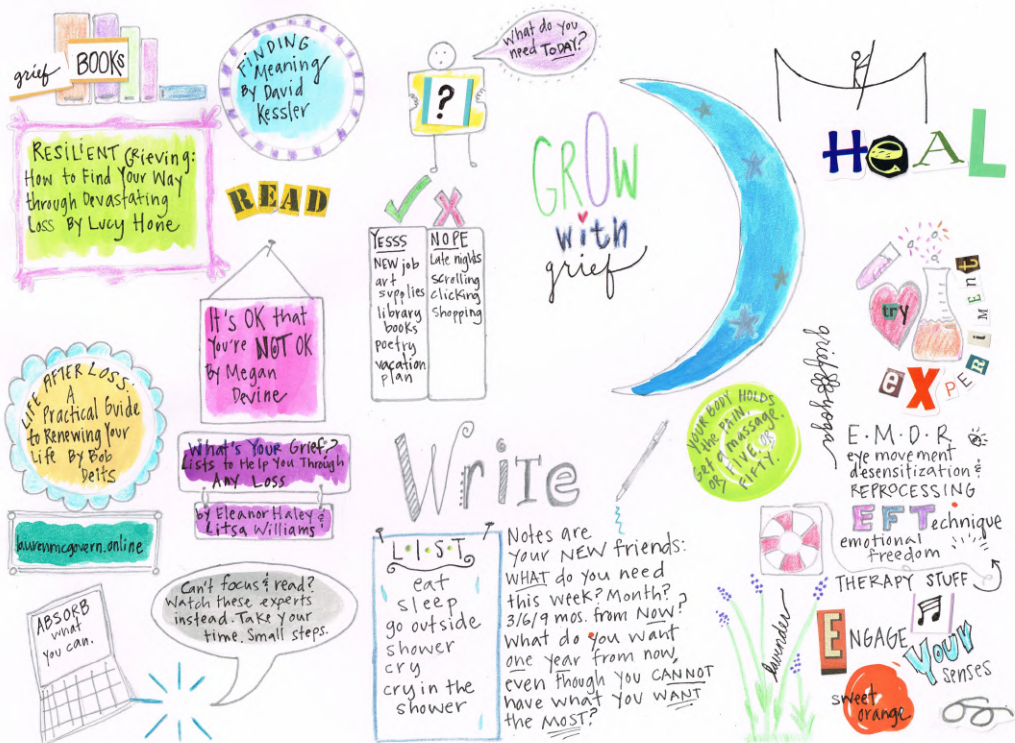 grief BOOKS
FINDING
Meaning
By David
Kessler
RESILIENT Grieving:
How to Find Your Way
through Devastating
Loss By Lucy Hone
READ
It's OK that
You're NOT OK
By Megan
Devine
LIFE AFTER LOSS:
A
Practical Guide
to Renewing Your
Life By Bob
Deits
What's Your Grief?
Lists to Help You Through
Any Loss
by Eleanor Haley &
Litsa Williams
laurenmcgovern.online
ABSORB
what
you can.
Can't focus & read?
Watch these experts
instead. Take your
time. Small steps.
What do you
need TODAY?
?
YESSS
NEW job
art
supplies
library
books
poetry
vacation
plan
NOPE
Late nights
scrolling
clicking
shopping
GROW
with
grief
Write
L•I•S•T
eat
sleep
go outside
shower
cry
cry in the
shower
Notes are
your NEW friends:
WHAT do you need
this week? Month?
3/6/9 mos. from NOW?
What do you want
one year from now,
even though you CANNOT
have what you WANT
the MOST?
HEAL
try
EXPERIMENT
grief yoga
YOUR BODY HOLDS
the PAIN.
Get a massage.
OR FIVE. OR
FIFTY.
E•M•D•R
eye movement
desensitization &
REPROCESSING
EFTechnique
emotional
freedom
THERAPY STUFF
lavender
ENGAGE
YOUR
senses
sweet
orange